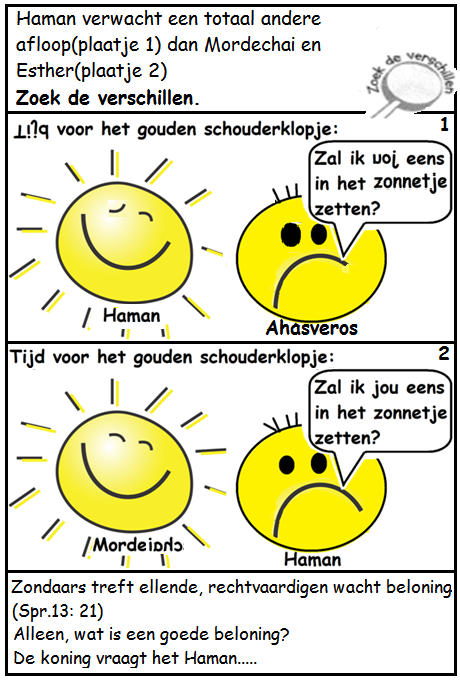 Haman verwacht een totaal andere
afloop(plaatje 1) dan Mordechai en
Esther(plaatje 2)
Zoek de verschillen.
Zoek de verschillen
Tijd voor het gouden schouderklopje:
1
Zal ik jou eens
in het zonnetje
zetten?
Haman
Ahasveros
Tijd voor het gouden schouderklopje:
2
Zal ik jou eens
in het zonnetje
zetten?
Mordechai
Haman
Zondaars treft ellende, rechtvaardigen wacht beloning
(Spr.13: 21)
Alleen, wat is een goede beloning?
De koning vraagt het Haman.....